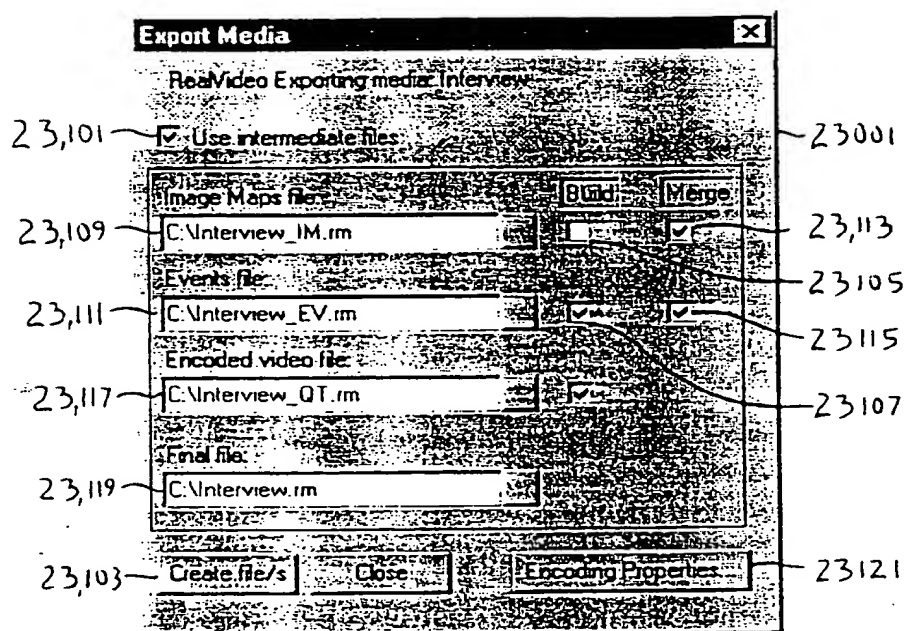 Export Media
RealVideo Exporting media: Interview
23,101
Use intermediate files
23001
Image Maps file:
Build
Merge
23,109
C:\Interview_IM.rm
23,113
23105
Events file:
23,111
C:\Interview_EV.rm
23115
Encoded video file:
23,117
C:\Interview_QT.rm
23107
Final file:
23,119
C:\Interview.rm
23,103
Create file/s
Close
Encoding Properties...
23121